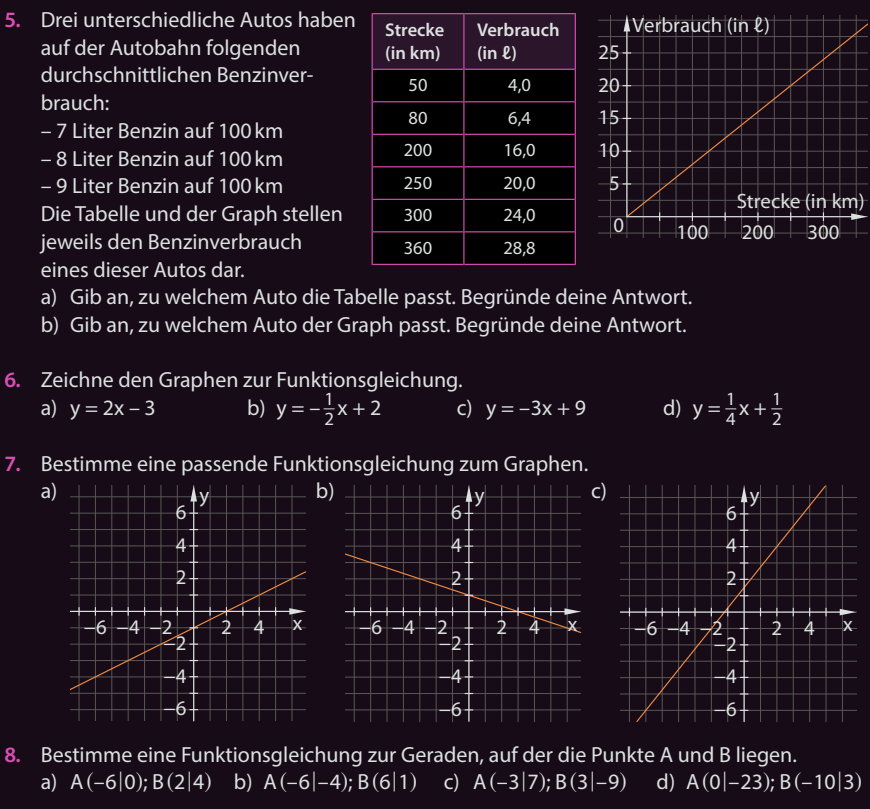 5. Drei unterschiedliche Autos haben
auf der Autobahn folgenden
durchschnittlichen Benzinver-
brauch:
– 7 Liter Benzin auf 100 km
– 8 Liter Benzin auf 100 km
– 9 Liter Benzin auf 100 km
Die Tabelle und der Graph stellen
jeweils den Benzinverbrauch
eines dieser Autos dar.
Strecke (in km) Verbrauch (in ℓ)
50 4,0
80 6,4
200 16,0
250 20,0
300 24,0
360 28,8
Verbrauch (in ℓ)
25
20
15
10
5
Strecke (in km)
0 100 200 300
a) Gib an, zu welchem Auto die Tabelle passt. Begründe deine Antwort.
b) Gib an, zu welchem Auto der Graph passt. Begründe deine Antwort.
6. Zeichne den Graphen zur Funktionsgleichung.
a) y = 2x – 3 b) y = –1/2x + 2 c) y = –3x + 9 d) y = 1/4x + 1/2
7. Bestimme eine passende Funktionsgleichung zum Graphen.
a)
y
6
4
2
–6 –4 –2 2 4 x
–2
–4
–6
b)
y
6
4
2
–6 –4 –2 2 4 x
–2
–4
–6
c)
y
6
4
2
–6 –4 –2 2 4 x
–2
–4
–6
8. Bestimme eine Funktionsgleichung zur Geraden, auf der die Punkte A und B liegen.
a) A(–6|0); B(2|4) b) A(–6|–4); B(6|1) c) A(–3|7); B(3|–9) d) A(0|–23); B(–10|3)